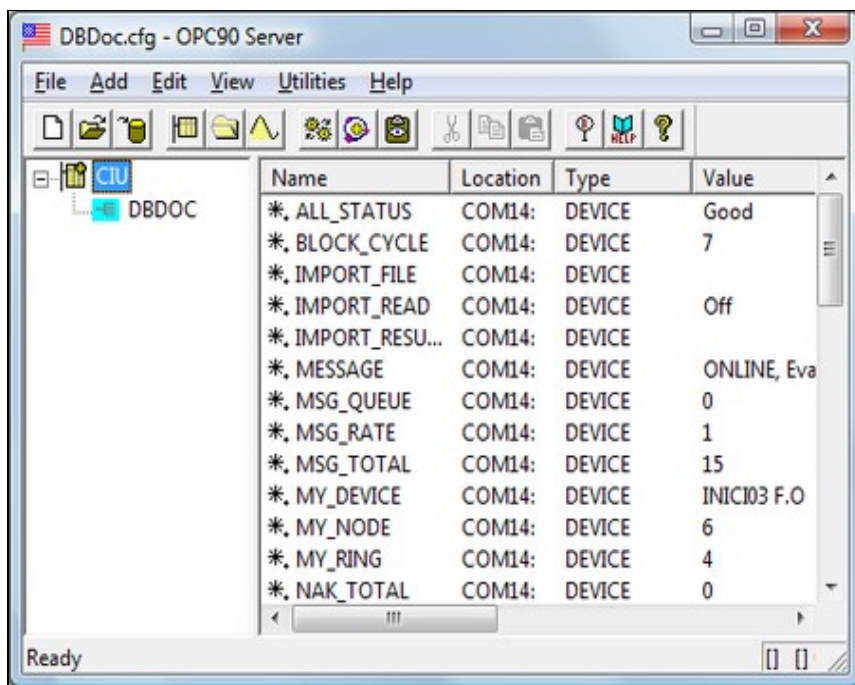 DBDoc.cfg - OPC90 Server
File Add Edit View Utilities Help
HELP
CIU
DBDOC
Name Location Type Value
ALL_STATUS COM14: DEVICE Good
BLOCK_CYCLE COM14: DEVICE 7
IMPORT_FILE COM14: DEVICE
IMPORT_READ COM14: DEVICE Off
IMPORT_RESU... COM14: DEVICE
MESSAGE COM14: DEVICE ONLINE, Eva
MSG_QUEUE COM14: DEVICE 0
MSG_RATE COM14: DEVICE 1
MSG_TOTAL COM14: DEVICE 15
MY_DEVICE COM14: DEVICE INICI03 F.O
MY_NODE COM14: DEVICE 6
MY_RING COM14: DEVICE 4
NAK_TOTAL COM14: DEVICE 0
Ready [] []